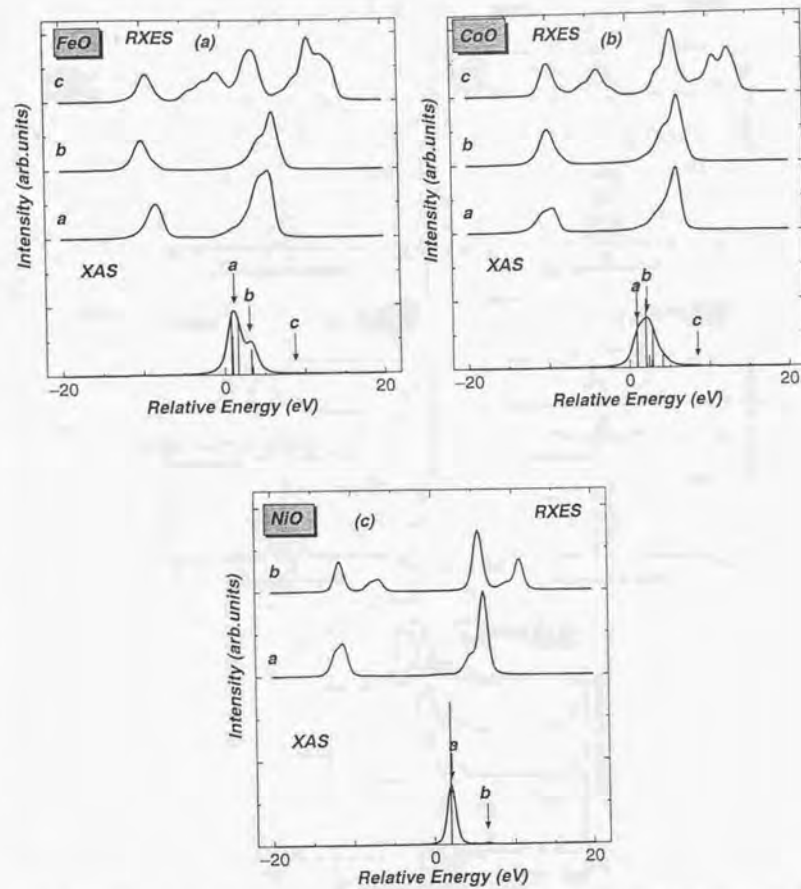 FeO RXES (a)
c
b
a
XAS
a
b
c
Intensity (arb.units)
−20 0 20
Relative Energy (eV)
CoO RXES (b)
c
b
a
XAS
a b
c
Intensity (arb.units)
−20 0 20
Relative Energy (eV)
NiO (c) RXES
b
a
XAS
a
b
Intensity (arb.units)
−20 0 20
Relative Energy (eV)